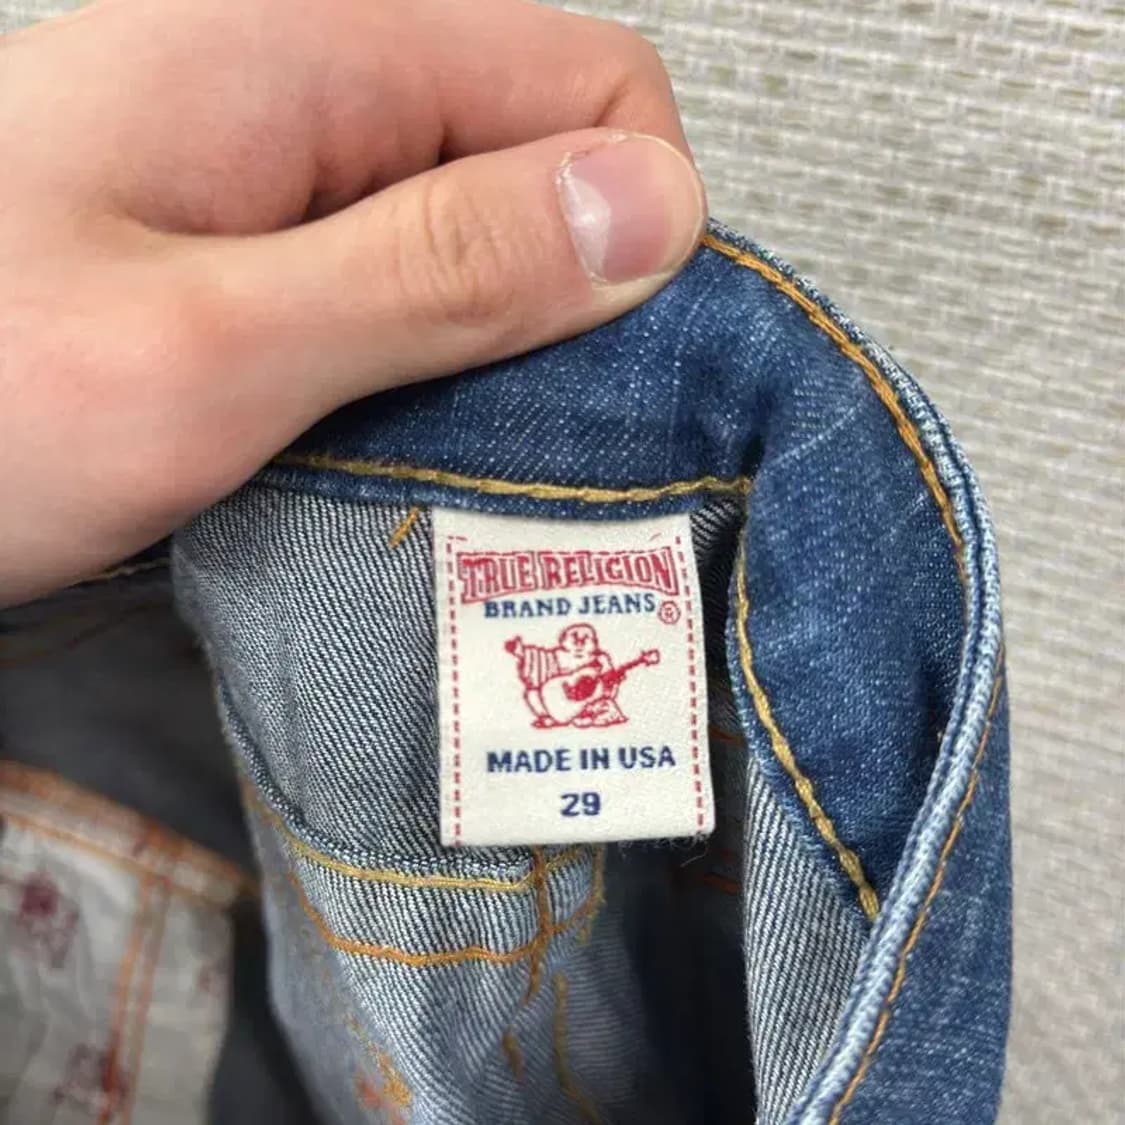 TRUE RELIGION
BRAND JEANS®
MADE IN USA
29